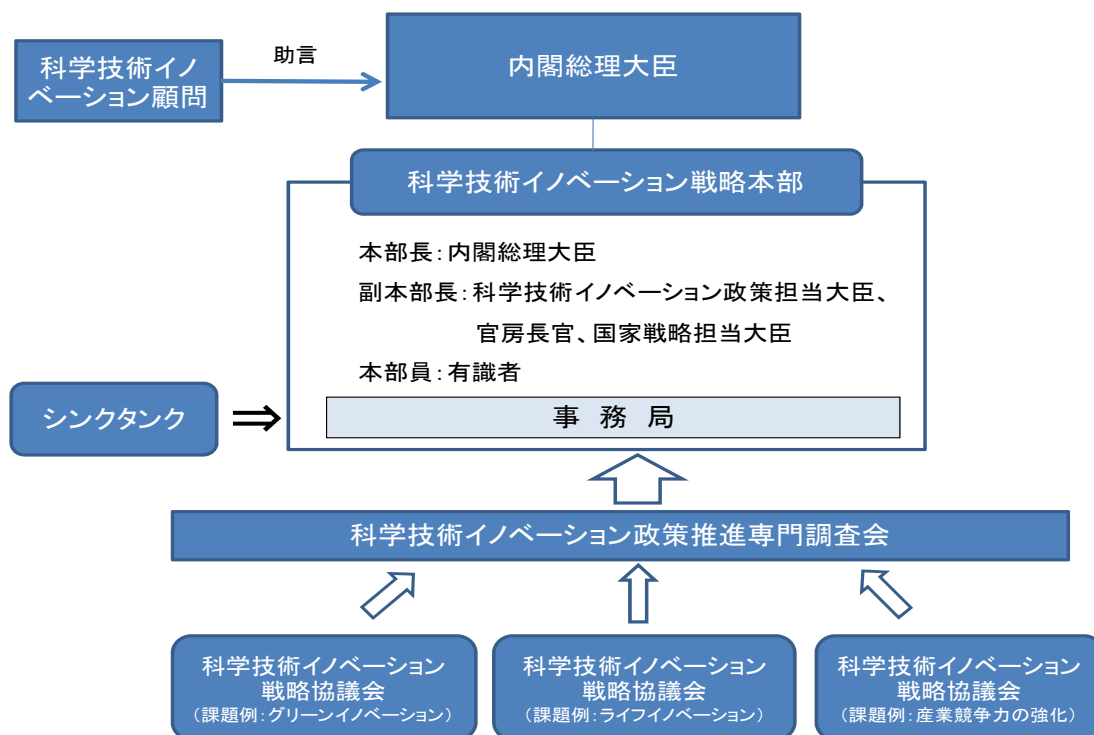 科学技術イノ
ベーション顧問
助言
内閣総理大臣
科学技術イノベーション戦略本部
本部長：内閣総理大臣
副本部長：科学技術イノベーション政策担当大臣、
官房長官、国家戦略担当大臣
本部員：有識者
シンクタンク
事務局
科学技術イノベーション政策推進専門調査会
科学技術イノベーション
戦略協議会
（課題例：グリーンイノベーション）
科学技術イノベーション
戦略協議会
（課題例：ライフイノベーション）
科学技術イノベーション
戦略協議会
（課題例：産業競争力の強化）